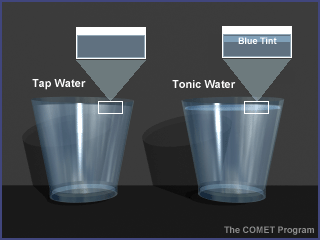 Blue Tint
Tap Water
Tonic Water
The COMET Program